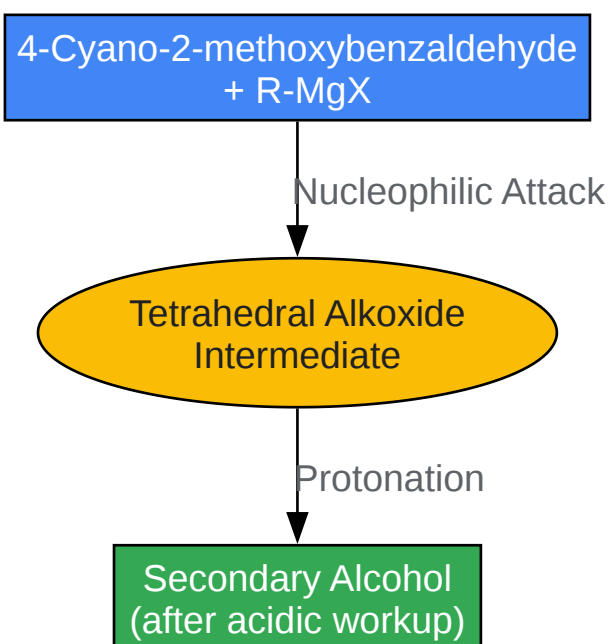 4-Cyano-2-methoxybenzaldehyde
+ R-MgX
Nucleophilic Attack
Tetrahedral Alkoxide
Intermediate
Protonation
Secondary Alcohol
(after acidic workup)